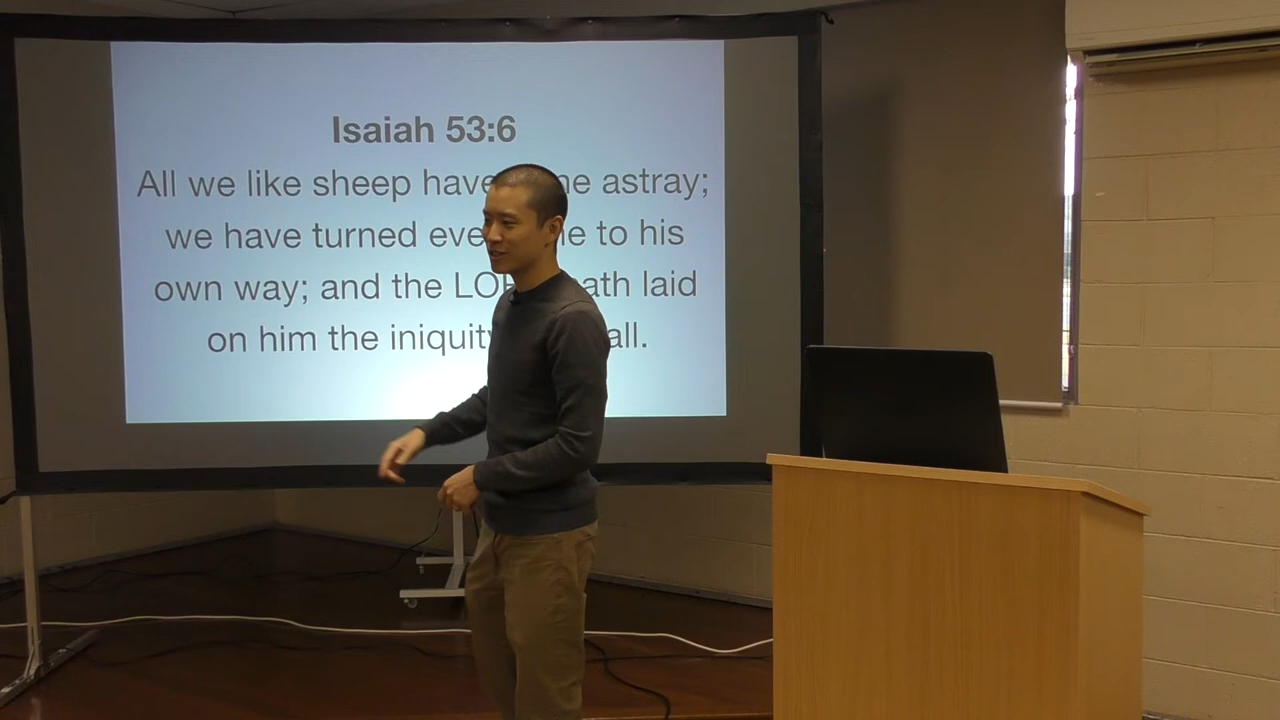 Isaiah 53:6
All we like sheep have astray;
we have turned to his
own way; and the laid
on him the all.